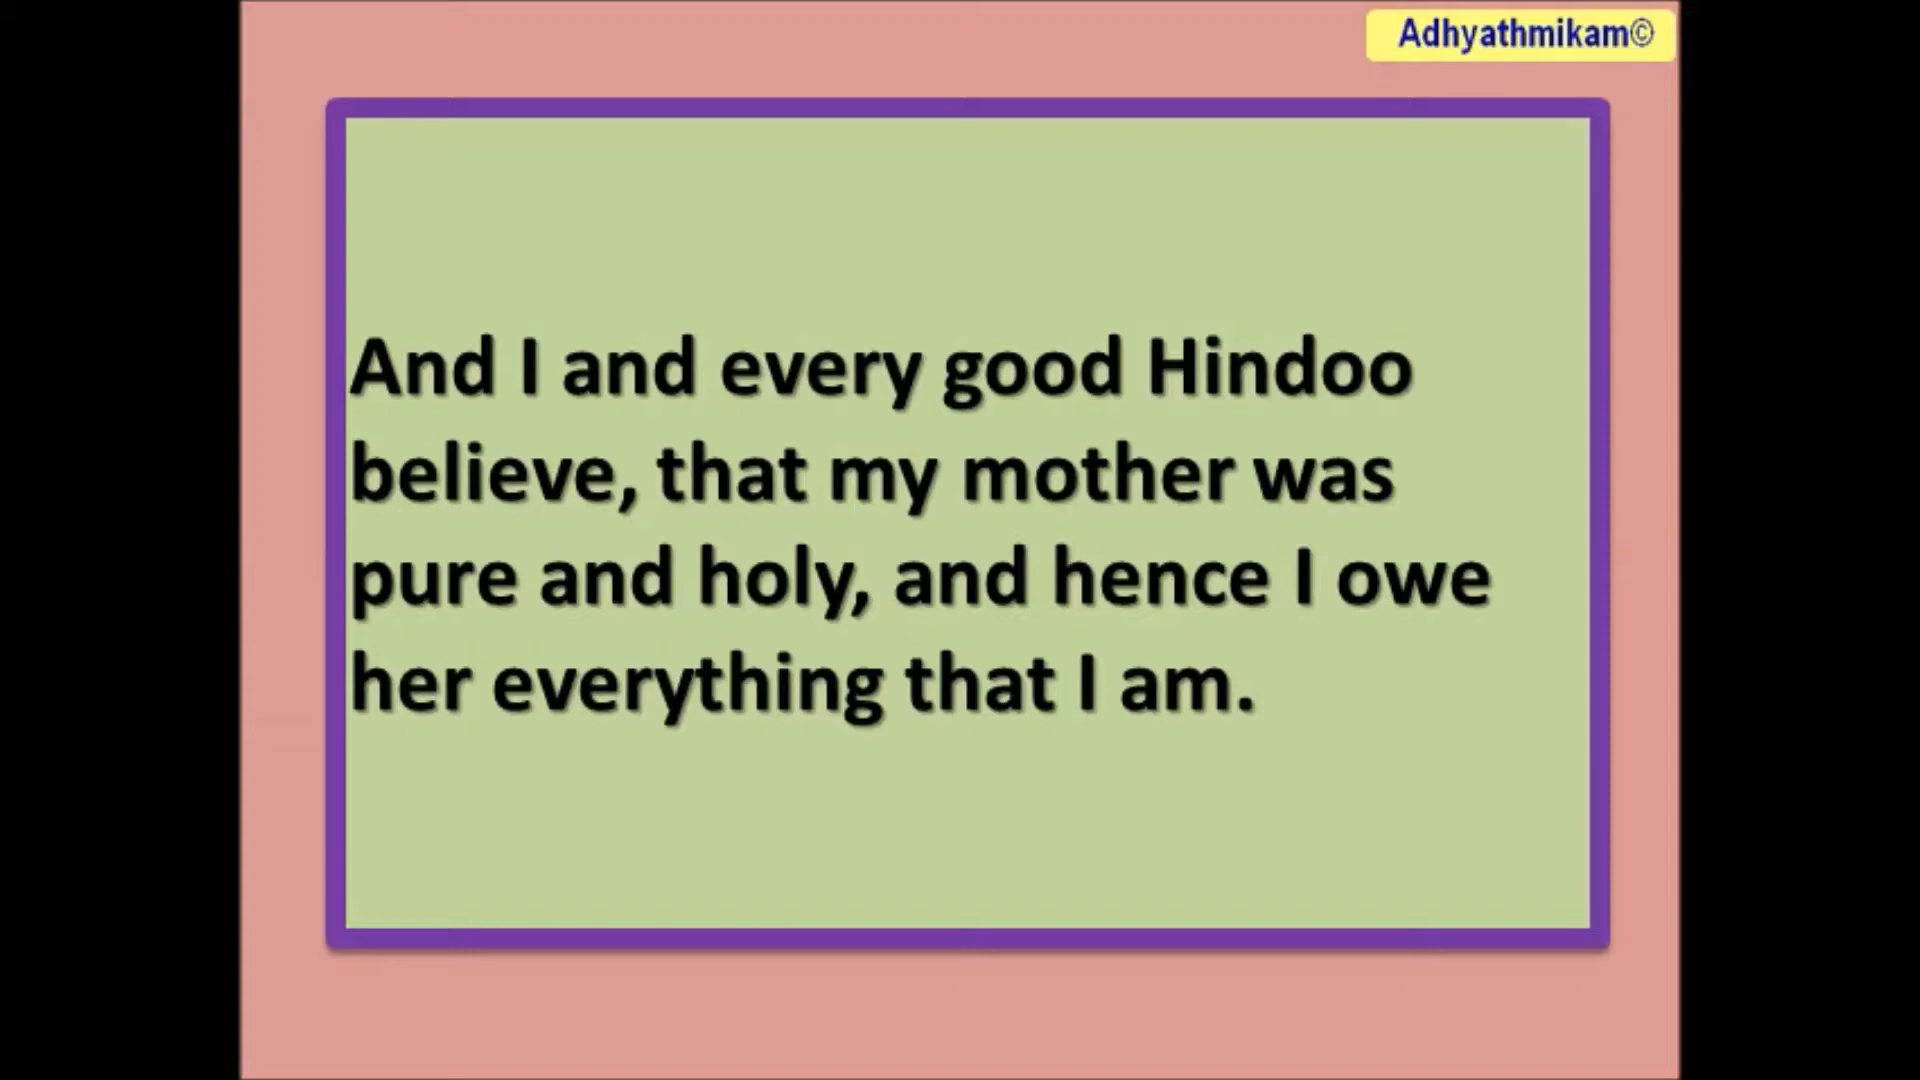 Adhyathmikam©
And I and every good Hindoo
believe, that my mother was
pure and holy, and hence I owe
her everything that I am.